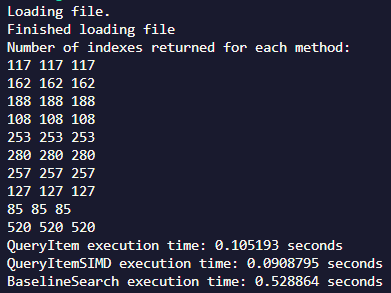 Loading file.
Finished loading file
Number of indexes returned for each method:
117 117 117
162 162 162
188 188 188
108 108 108
253 253 253
280 280 280
257 257 257
127 127 127
85 85 85
520 520 520
QueryItem execution time: 0.105193 seconds
QueryItemSIMD execution time: 0.0908795 seconds
BaselineSearch execution time: 0.528864 seconds